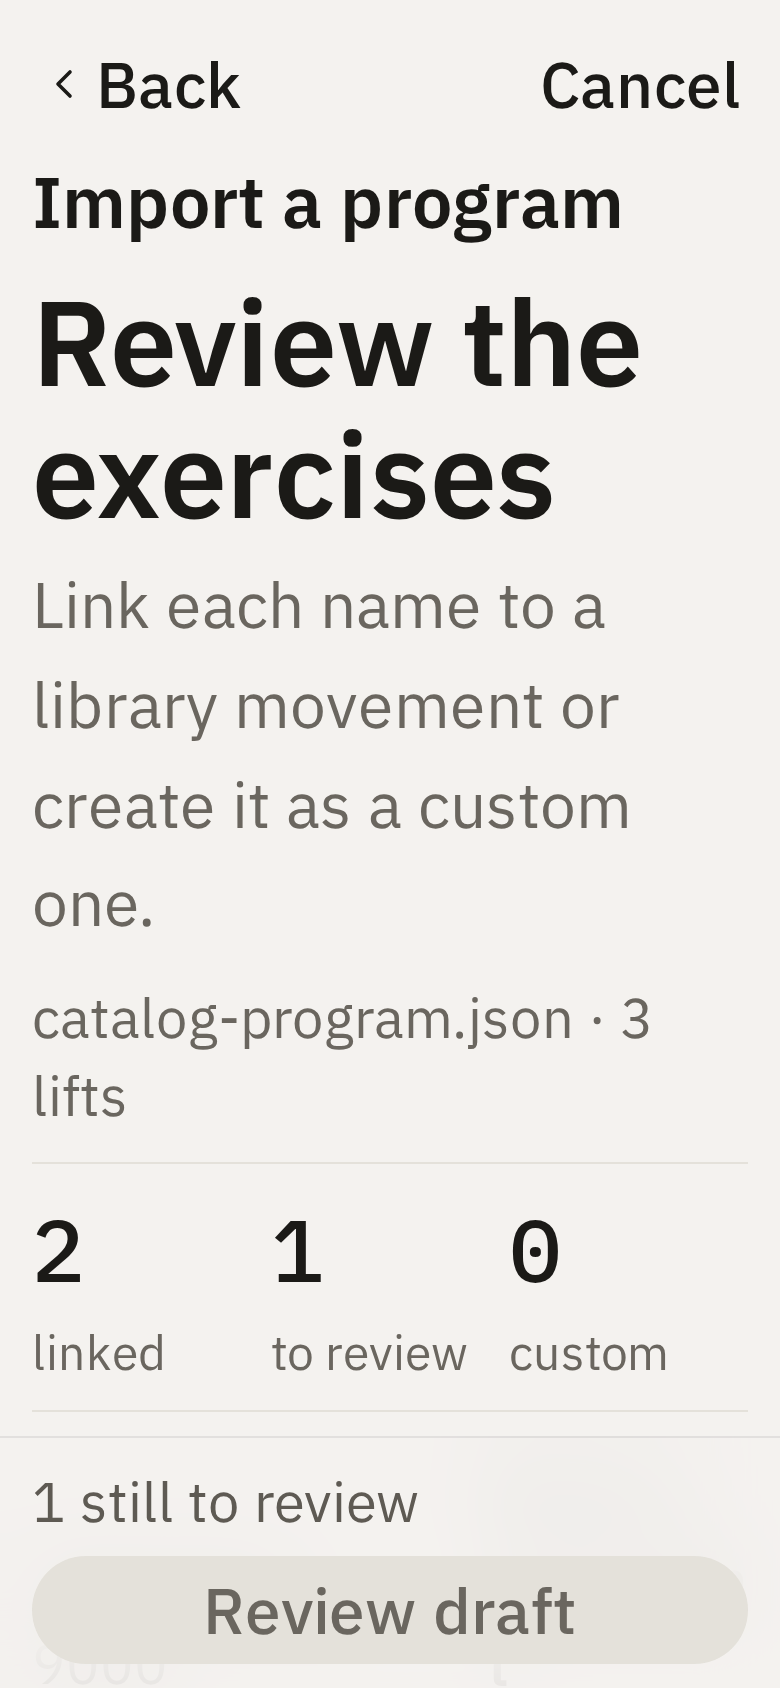 Back
Cancel
Import a program
Review the
exercises
Link each name to a
library movement or
create it as a custom
one.
catalog-program.json · 3
lifts
2 1 0
linked to review custom
1 still to review
Review draft
9000